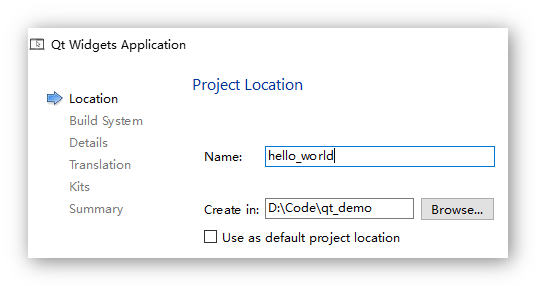 Qt Widgets Application
Location
Build System
Details
Translation
Kits
Summary
Project Location
Name: hello_world
Create in: D:\Code\qt_demo Browse...
Use as default project location